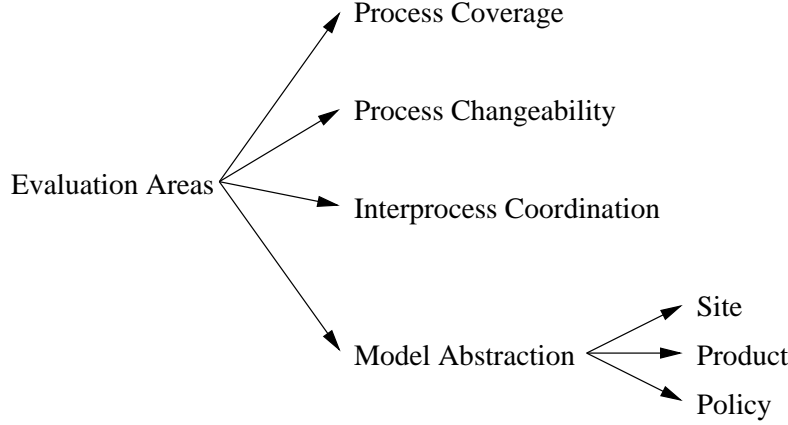 Process Coverage
Process Changeability
Evaluation Areas
Interprocess Coordination
Site
Model Abstraction
Product
Policy